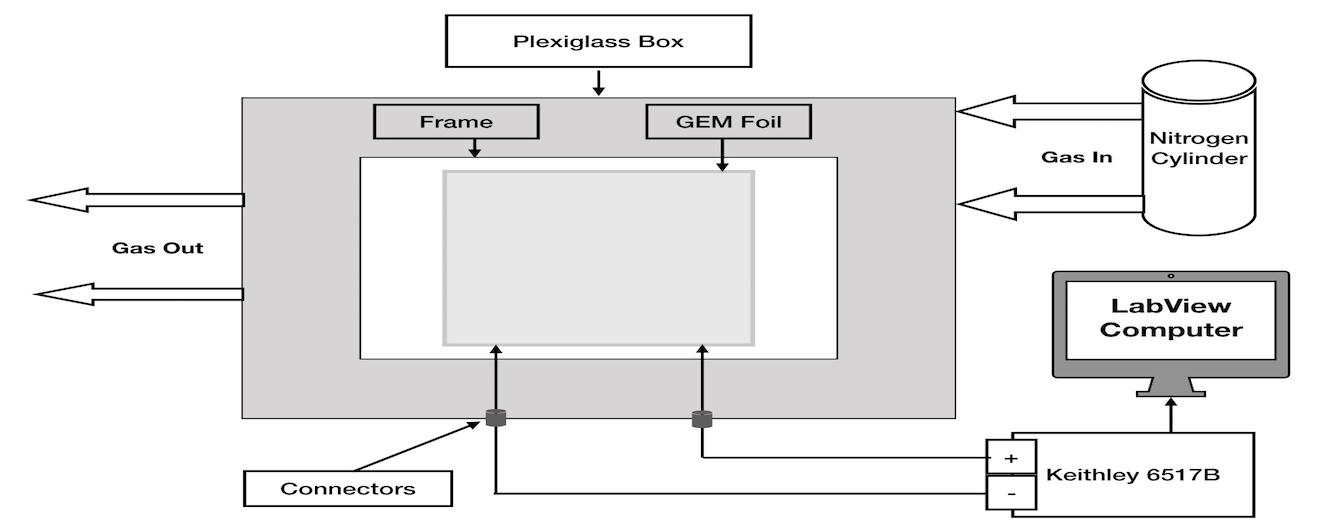 Plexiglass Box
Frame
GEM Foil
Nitrogen
Cylinder
Gas In
Gas Out
LabView
Computer
+
Keithley 6517B
-
Connectors